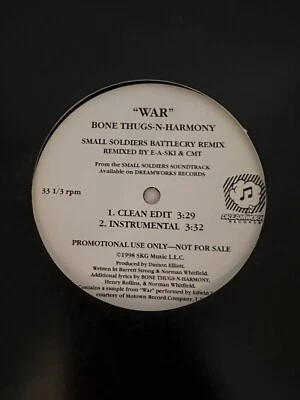 "WAR"
BONE THUGS-N-HARMONY
SMALL SOLDIERS BATTLECRY REMIX
REMIXED BY E-A-SKI & CMT
From the SMALL SOLDIERS SOUNDTRACK
Available on DREAMWORKS RECORDS
33 1/3 rpm
DREAMWORKS
RECORDS
1. CLEAN EDIT 3:29
2. INSTRUMENTAL 3:32
PROMOTIONAL USE ONLY—NOT FOR SALE
©1998 SKG Music L.L.C.
Produced by Damon Elliott.
Written by Barrett Strong & Norman Whitfield.
Additional lyrics by BONE THUGS-N-HARMONY,
Henry Rollins, & Norman Whitfield.
Contains a sample from "War" performed by Edwin
courtesy of Motown Record Company,